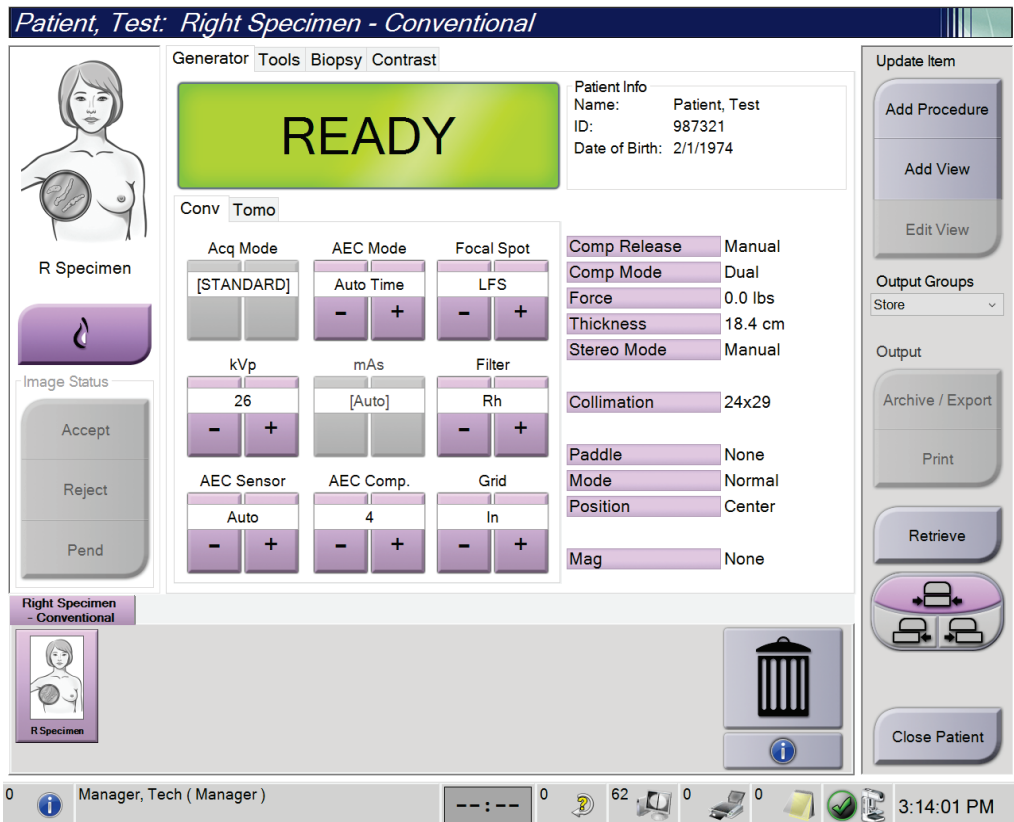 Patient, Test: Right Specimen - Conventional
R Specimen
Image Status
Accept
Reject
Pend
Generator Tools Biopsy Contrast
READY
Patient Info
Name: Patient, Test
ID: 987321
Date of Birth: 2/1/1974
Conv Tomo
Acq Mode AEC Mode Focal Spot
[STANDARD] Auto Time LFS
- + - +
kVp mAs Filter
26 [Auto] Rh
- + - +
AEC Sensor AEC Comp. Grid
Auto 4 In
- + - + - +
Comp Release Manual
Comp Mode Dual
Force 0.0 lbs
Thickness 18.4 cm
Stereo Mode Manual
Collimation 24x29
Paddle None
Mode Normal
Position Center
Mag None
Update Item
Add Procedure
Add View
Edit View
Output Groups
Store
Output
Archive / Export
Print
Retrieve
Close Patient
Right Specimen
- Conventional
R Specimen
0 Manager, Tech ( Manager ) --:-- 0 62 0 0 3:14:01 PM